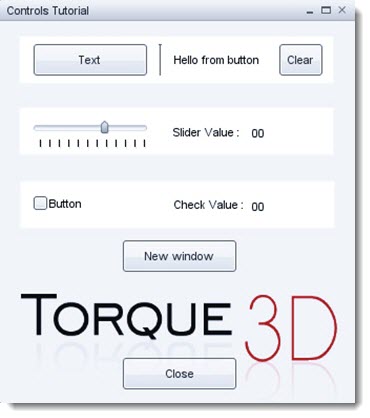 Controls Tutorial
Text Hello from button Clear
Slider Value : 00
Button Check Value : 00
New window
TORQUE 3D
Close